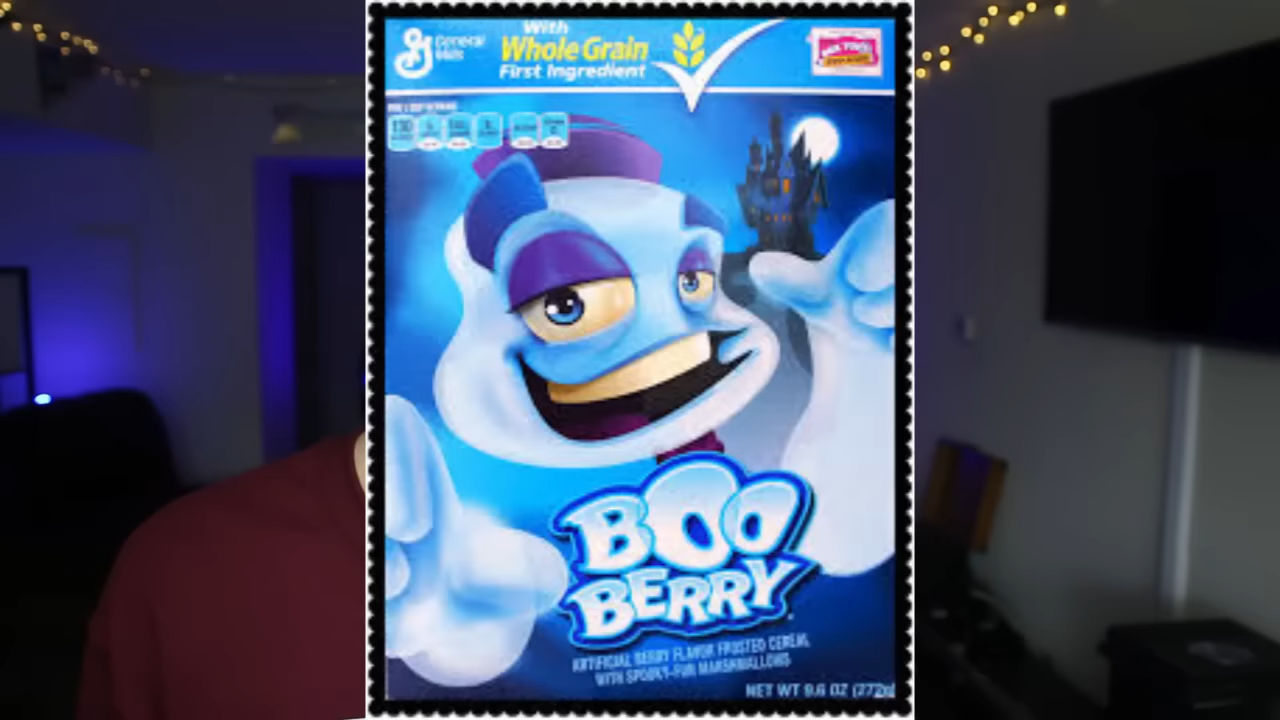 With
General
Mills
Whole Grain
First Ingredient
BOO
BERRY
ARTIFICIAL BERRY FLAVOR FROSTED CEREAL
WITH SPOOKY-FUN MARSHMALLOWS
NET WT 9.6 OZ (272g)